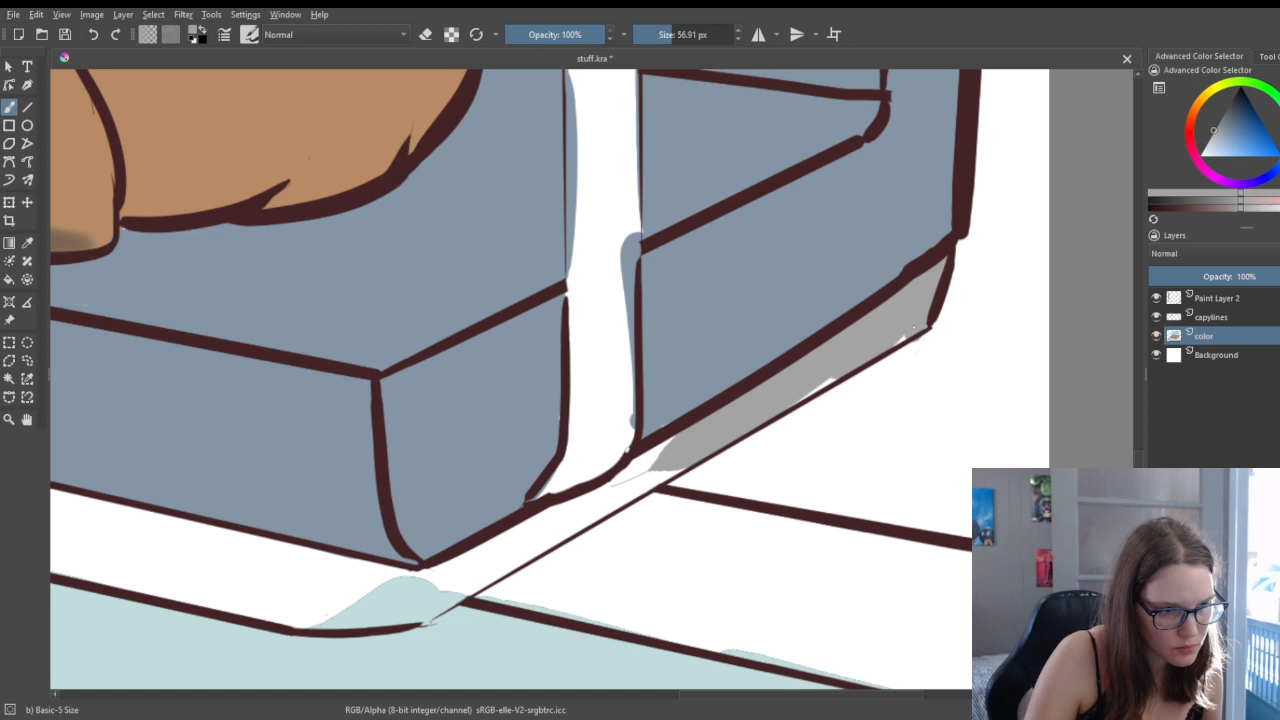 File Edit View Image Layer Select Filter Tools Settings Window Help
Normal Opacity: 100% Size: 56.91 px
stuff.kra *
Advanced Color Selector Tool
Advanced Color Selector
Layers
Normal
Opacity: 100%
Paint Layer 2
capylines
color
Background
b) Basic-5 Size RGB/Alpha (8-bit integer/channel) sRGB-elle-V2-srgbtrc.icc